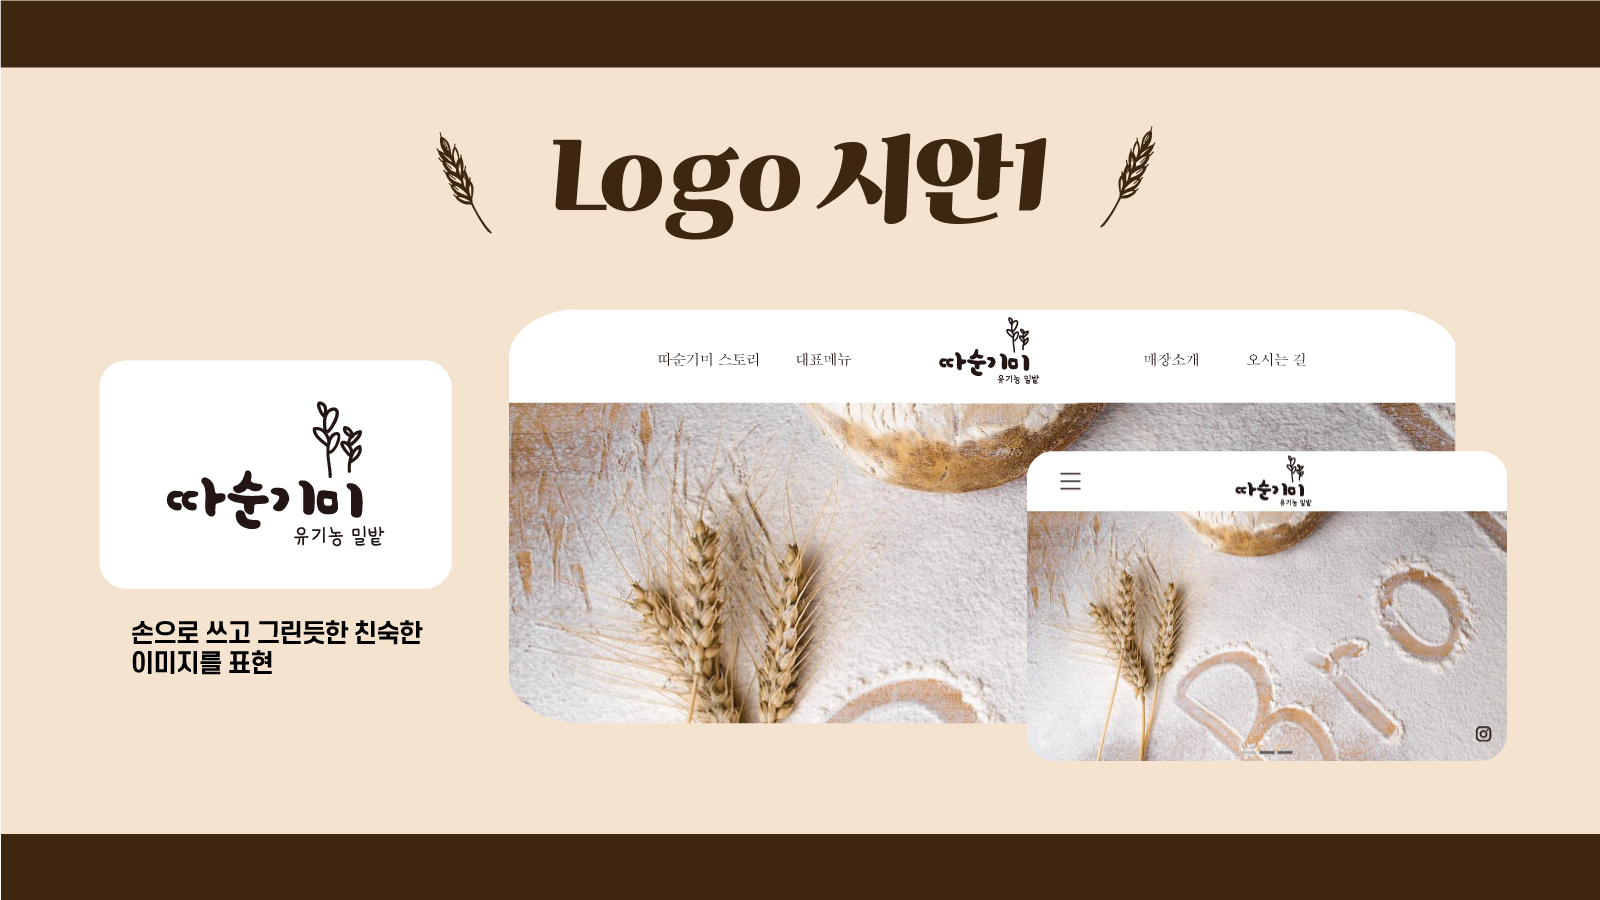 Logo 시안1
따순기미
유기농 밀밭
손으로 쓰고 그린듯한 친숙한
이미지를 표현
따순기미 스토리 대표메뉴
따순기미
유기농 밀밭
매장소개 오시는 길
따순기미
유기농 밀밭
Bro